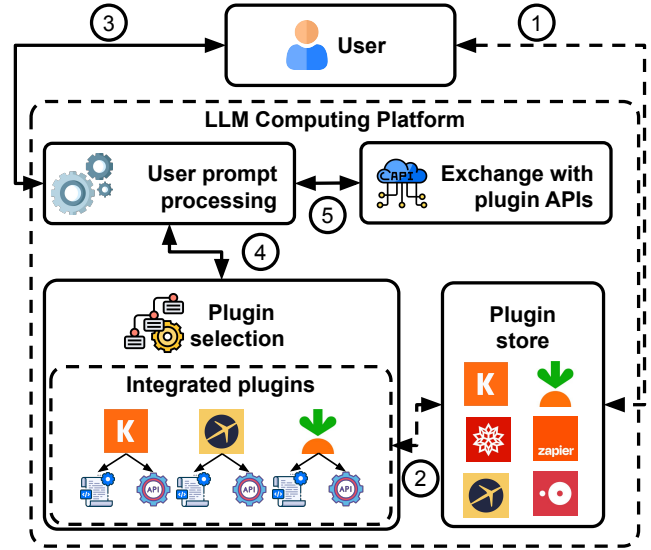 3
1
User
LLM Computing Platform
User prompt
processing
API
Exchange with
plugin APIs
5
4
Plugin
selection
Plugin
store
Integrated plugins
K
K
zapier
2
</>
API
</>
API
</>
API